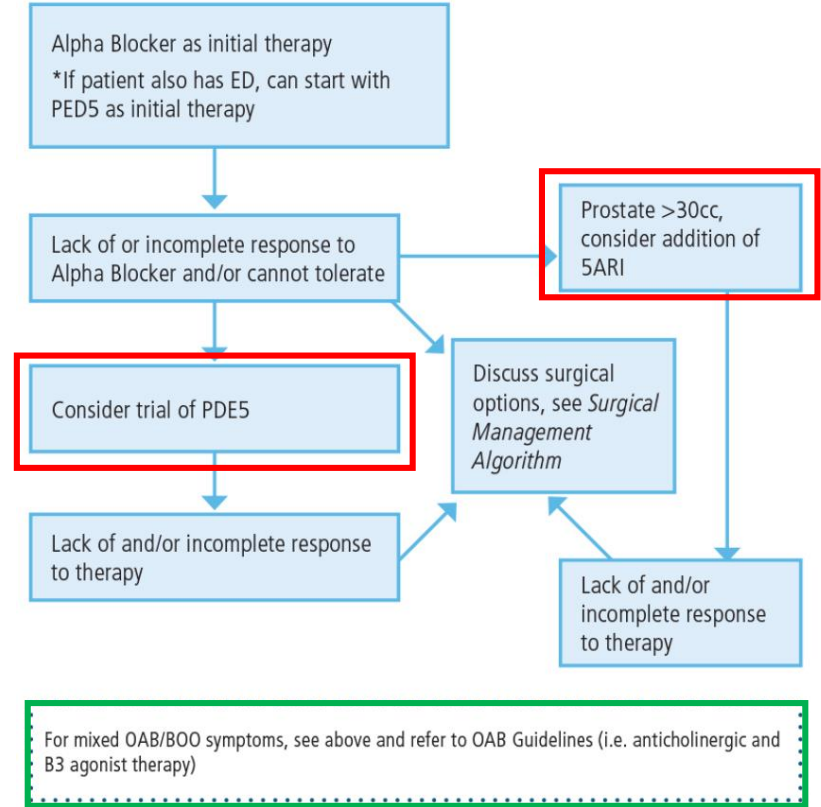 Alpha Blocker as initial therapy
*If patient also has ED, can start with
PED5 as initial therapy
Lack of or incomplete response to
Alpha Blocker and/or cannot tolerate
Prostate >30cc,
consider addition of
5ARI
Consider trial of PDE5
Discuss surgical
options, see Surgical
Management
Algorithm
Lack of and/or incomplete response
to therapy
Lack of and/or
incomplete response
to therapy
For mixed OAB/BOO symptoms, see above and refer to OAB Guidelines (i.e. anticholinergic and
B3 agonist therapy)